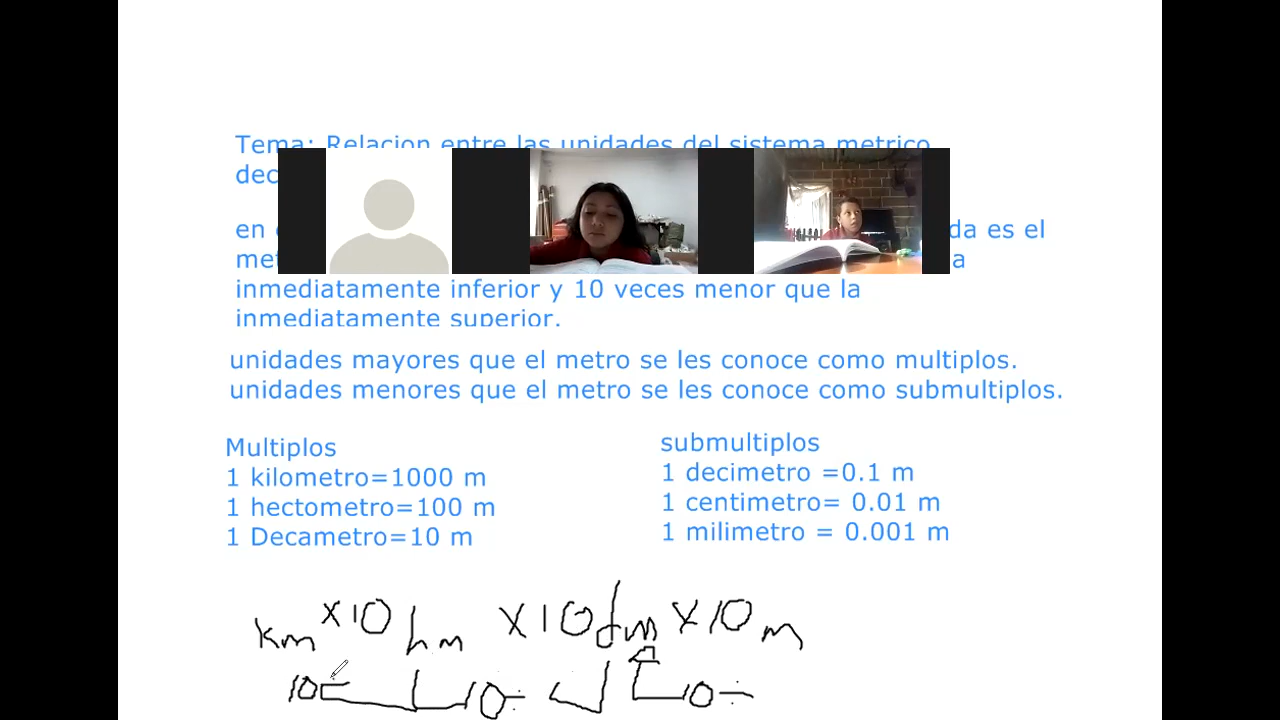 Tema: Relacion entre las unidades del sistema metrico
dec
en da es el
me a
inmediatamente inferior y 10 veces menor que la
inmediatamente superior.
unidades mayores que el metro se les conoce como multiplos.
unidades menores que el metro se les conoce como submultiplos.
Multiplos
1 kilometro=1000 m
1 hectometro=100 m
1 Decametro=10 m
submultiplos
1 decimetro =0.1 m
1 centimetro= 0.01 m
1 milimetro = 0.001 m
km x10 hm x10 dm x10 m
10 10÷ 10÷